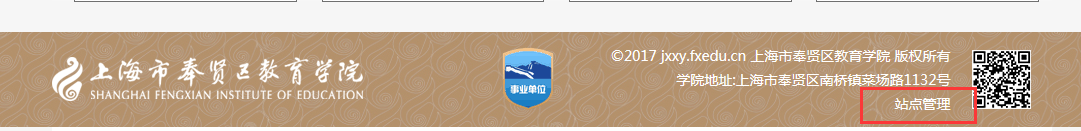 上海市奉贤区教育学院
SHANGHAI FENGXIAN INSTITUTE OF EDUCATION
事业单位
©2017 jxxy.fxedu.cn 上海市奉贤区教育学院 版权所有
学院地址:上海市奉贤区南桥镇菜场路1132号
站点管理